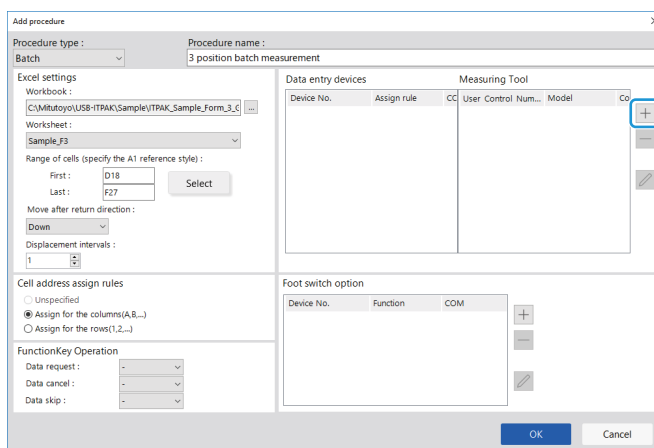 Add procedure
Procedure type :
Procedure name :
Batch
3 position batch measurement
Excel settings
Workbook :
C:\Mitutoyo\USB-ITPAK\Sample\ITPAK_Sample_Form_3_C ...
Worksheet :
Sample_F3
Range of cells (specify the A1 reference style) :
First : D18
Last : F27
Select
Move after return direction :
Down
Displacement intervals :
1
Cell address assign rules
Unspecified
Assign for the columns(A,B,...)
Assign for the rows(1,2,...)
FunctionKey Operation
Data request : -
Data cancel : -
Data skip : -
Data entry devices
Measuring Tool
Device No. Assign rule CC User Control Num... Model Co
Foot switch option
Device No. Function COM
OK Cancel